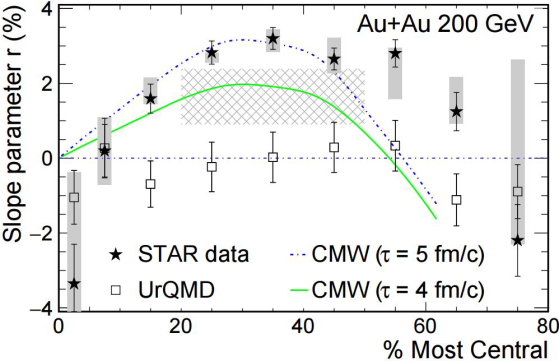 Au+Au 200 GeV
Slope parameter r (%)
4
2
0
−2
−4
STAR data
UrQMD
CMW (τ = 5 fm/c)
CMW (τ = 4 fm/c)
0 20 40 60 80
% Most Central